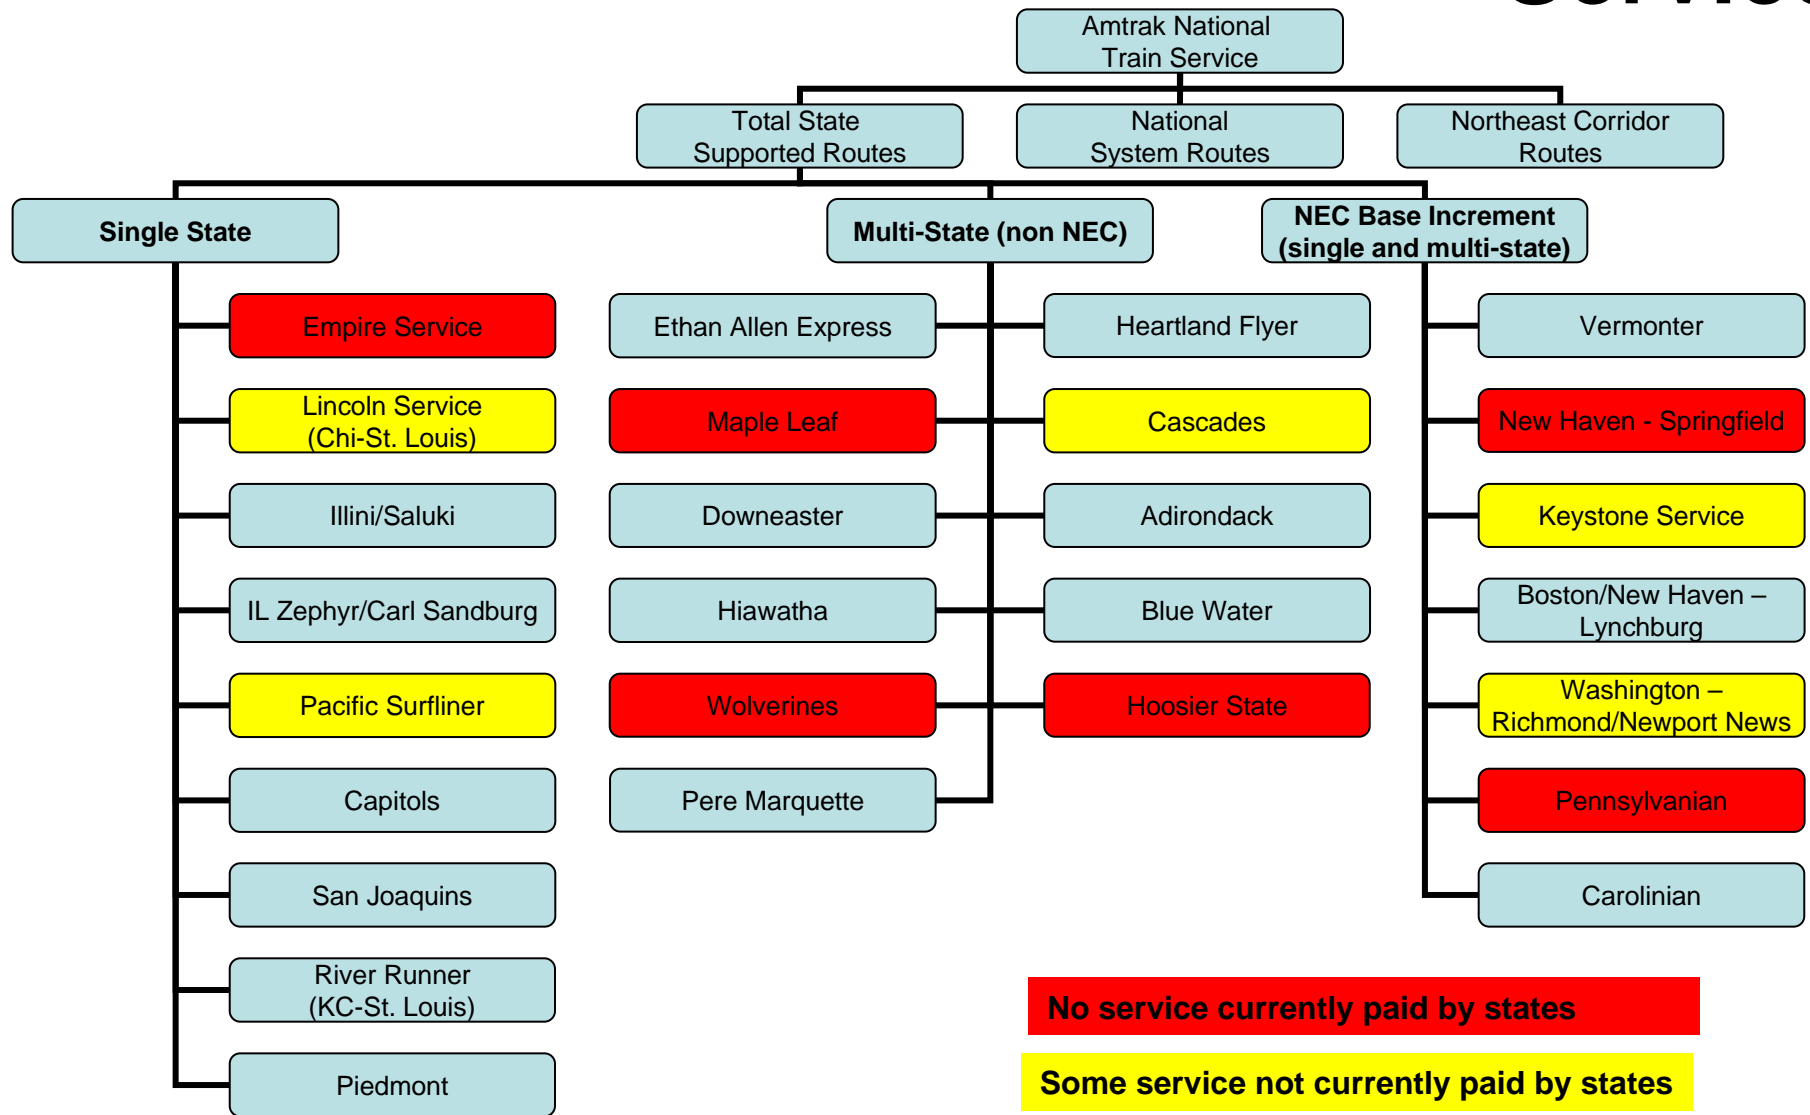 Amtrak National
Train Service
Total State
Supported Routes
National
System Routes
Northeast Corridor
Routes
Single State
Multi-State (non NEC)
NEC Base Increment
(single and multi-state)
Empire Service
Lincoln Service
(Chi-St. Louis)
Illini/Saluki
IL Zephyr/Carl Sandburg
Pacific Surfliner
Capitols
San Joaquins
River Runner
(KC-St. Louis)
Piedmont
Ethan Allen Express
Maple Leaf
Downeaster
Hiawatha
Wolverines
Pere Marquette
Heartland Flyer
Cascades
Adirondack
Blue Water
Hoosier State
Vermonter
New Haven - Springfield
Keystone Service
Boston/New Haven –
Lynchburg
Washington –
Richmond/Newport News
Pennsylvanian
Carolinian
No service currently paid by states
Some service not currently paid by states